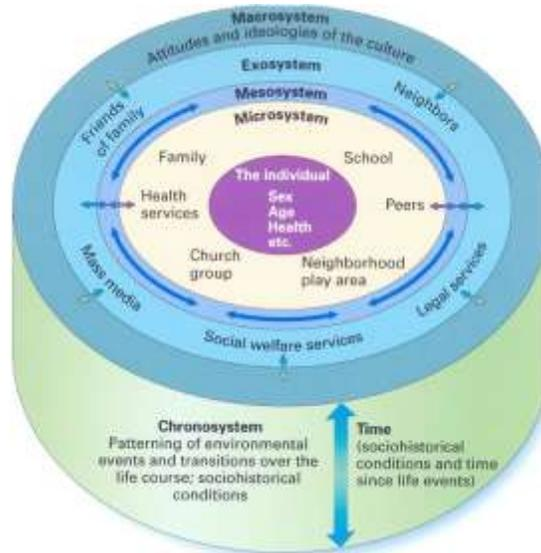 Macrosystem
Attitudes and ideologies of the culture
Exosystem
Mesosystem
Microsystem
Friends
of family
Neighbors
Family
School
The individual
Sex
Age
Health
etc.
Health
services
Peers
Church
group
Neighborhood
play area
Mass media
Social welfare services
Legal services
Chronosystem
Patterning of environmental
events and transitions over the
life course; sociohistorical
conditions
Time
(sociohistorical
conditions and time
since life events)